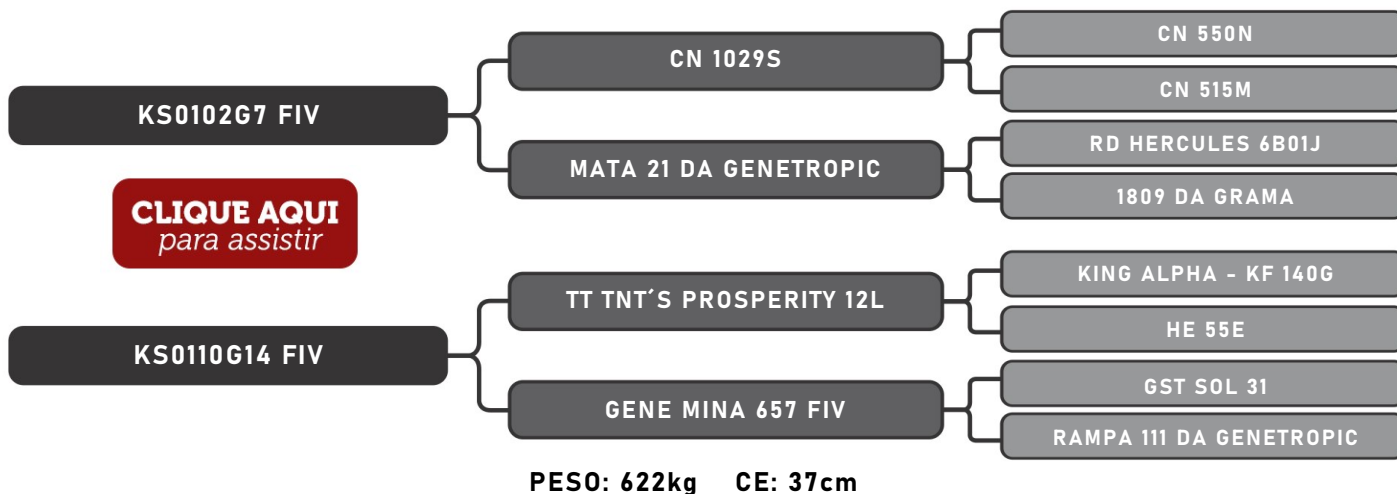 KS0102G7 FIV
CN 1029S
CN 550N
CN 515M
MATA 21 DA GENETROPIC
RD HERCULES 6B01J
1809 DA GRAMA
CLIQUE AQUI
para assistir
KS0110G14 FIV
TT TNT´S PROSPERITY 12L
KING ALPHA - KF 140G
HE 55E
GENE MINA 657 FIV
GST SOL 31
RAMPA 111 DA GENETROPIC
PESO: 622kg CE: 37cm